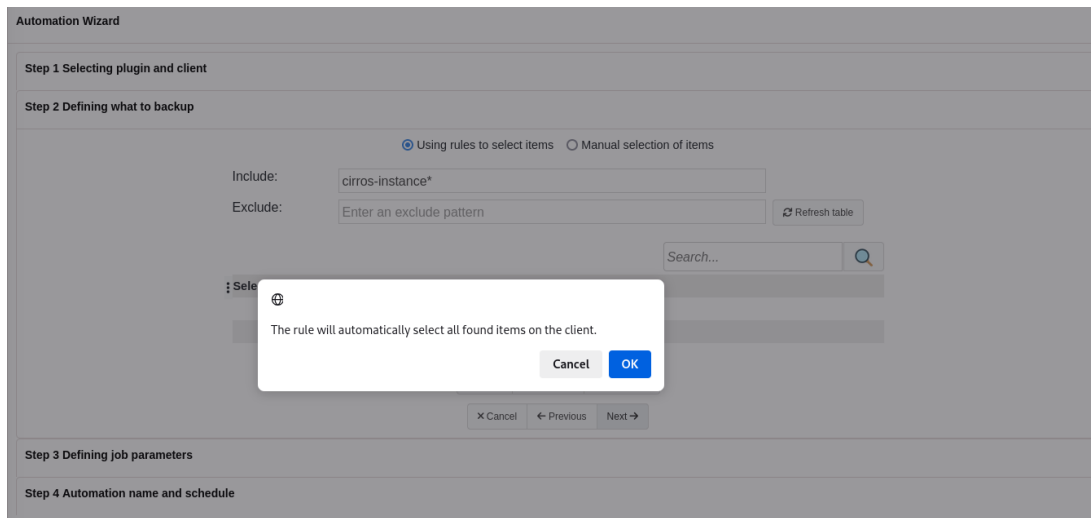 Automation Wizard
Step 1 Selecting plugin and client
Step 2 Defining what to backup
Using rules to select items Manual selection of items
Include: cirros-instance*
Exclude: Enter an exclude pattern Refresh table
Search...
Sele
The rule will automatically select all found items on the client.
Cancel OK
Cancel Previous Next
Step 3 Defining job parameters
Step 4 Automation name and schedule